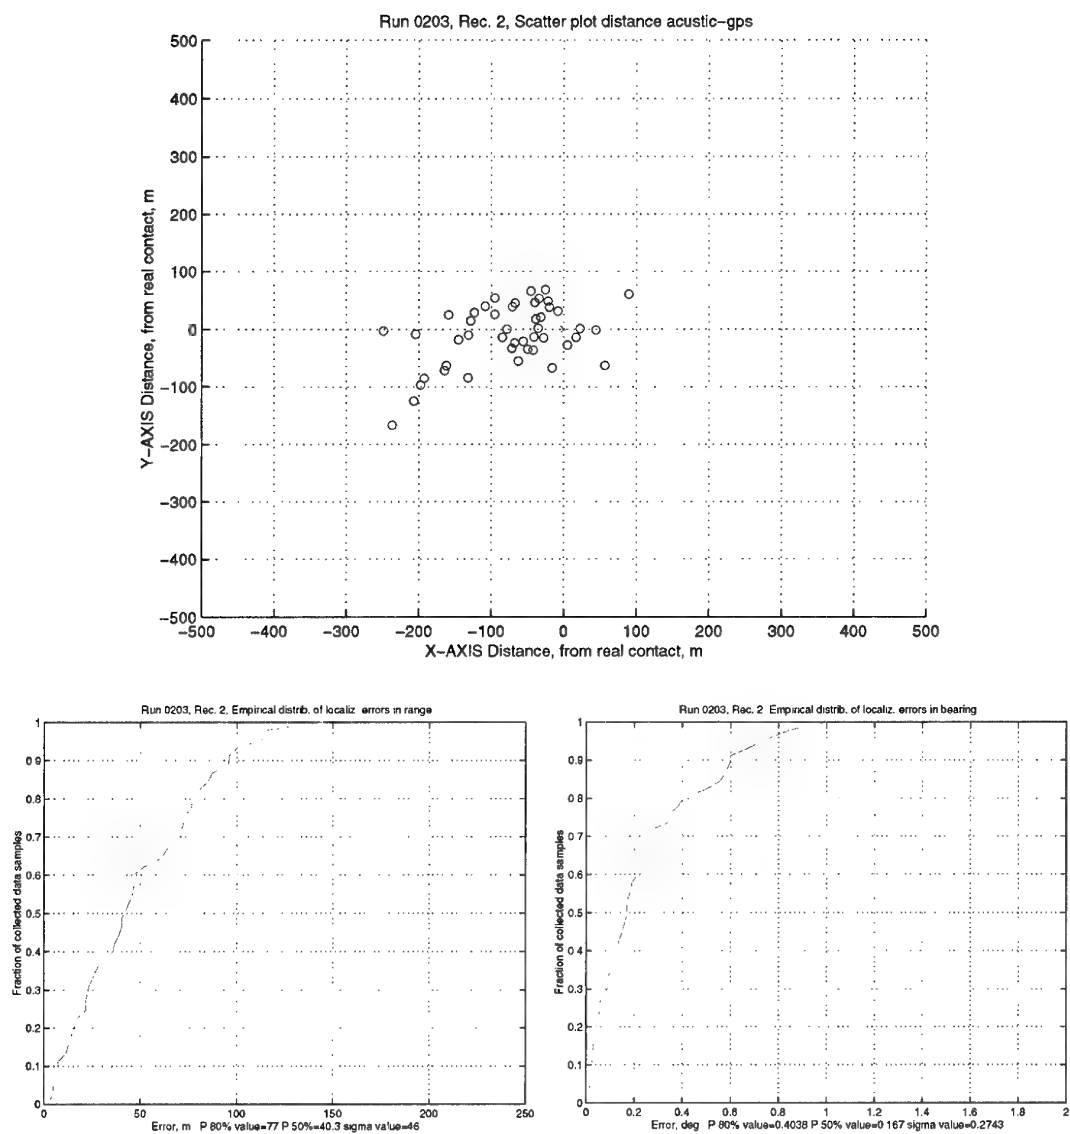 Run 0203, Rec. 2, Scatter plot distance acustic-gps
500
400
300
200
100
0
-100
-200
-300
-400
-500
Y-AXIS Distance, from real contact, m
-500 -400 -300 -200 -100 0 100 200 300 400 500
X-AXIS Distance, from real contact, m
Run 0203, Rec. 2, Empirical distrib. of localiz errors in range
1
0 9
0.8
0.7
0.6
0.5
0.4
0.3
0.2
0.1
0
Fraction of collected data samples
0 50 100 150 200 250
Error, m P 80% value=77 P 50%=40.3 sigma value=46
Run 0203, Rec. 2 Empirical distrib. of localiz. errors in bearing
1
0.9
0.8
0.7
0.6
0.5
0.4
0.3
0.2
0.1
0
Fraction of collected data samples
0 0.2 0.4 0.6 0.8 1 1.2 1.4 1.6 1.8 2
Error, deg P 80% value=0.4038 P 50% value=0 167 sigma value=0.2743